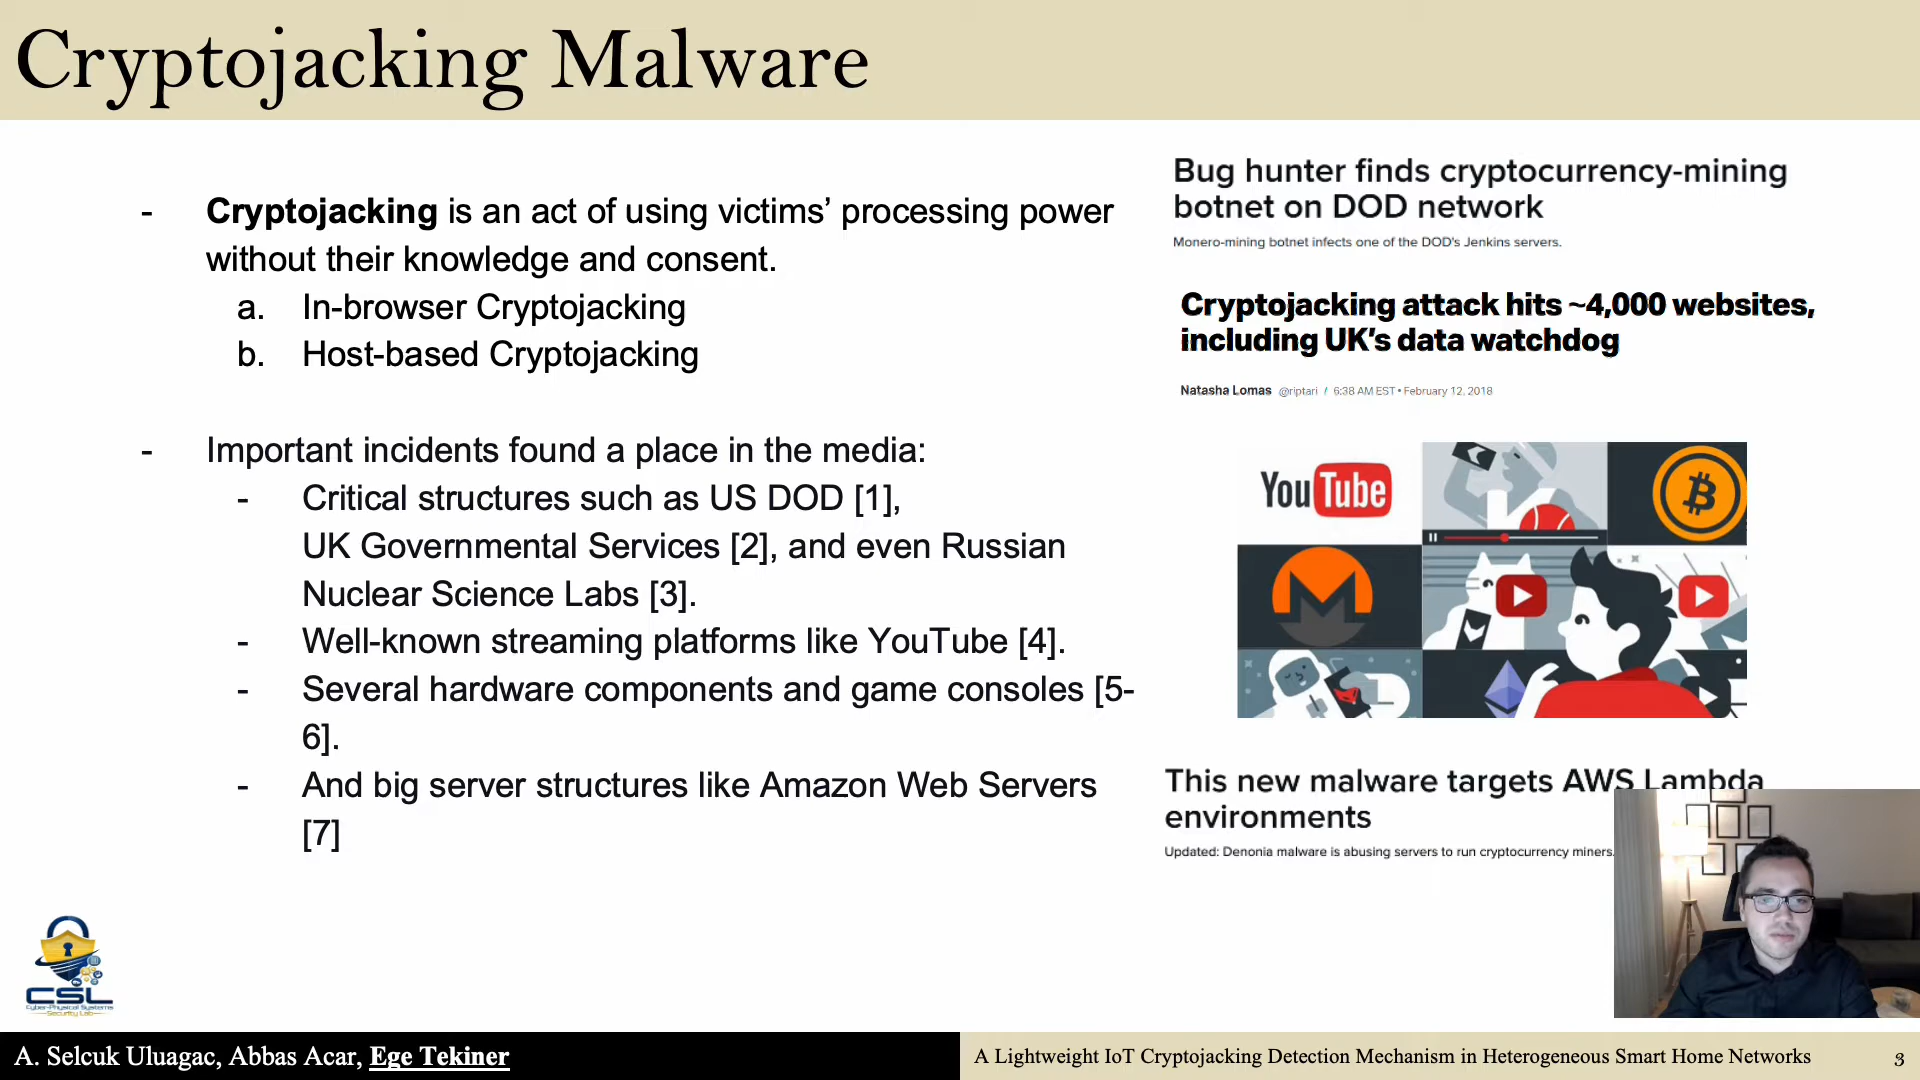 Cryptojacking Malware
- Cryptojacking is an act of using victims’ processing power
without their knowledge and consent.
a. In-browser Cryptojacking
b. Host-based Cryptojacking
- Important incidents found a place in the media:
- Critical structures such as US DOD [1],
UK Governmental Services [2], and even Russian
Nuclear Science Labs [3].
- Well-known streaming platforms like YouTube [4].
- Several hardware components and game consoles [5-
6].
- And big server structures like Amazon Web Servers
[7]
Bug hunter finds cryptocurrency-mining
botnet on DOD network
Monero-mining botnet infects one of the DOD's Jenkins servers.
Cryptojacking attack hits ~4,000 websites,
including UK’s data watchdog
Natasha Lomas @riptari / 6:38 AM EST • February 12, 2018
YouTube
This new malware targets AWS Lambda
environments
Updated: Denonia malware is abusing servers to run cryptocurrency miners.
CSL
Cyber-Physical Systems
Security Lab
A. Selcuk Uluagac, Abbas Acar, Ege Tekiner
A Lightweight IoT Cryptojacking Detection Mechanism in Heterogeneous Smart Home Networks
3